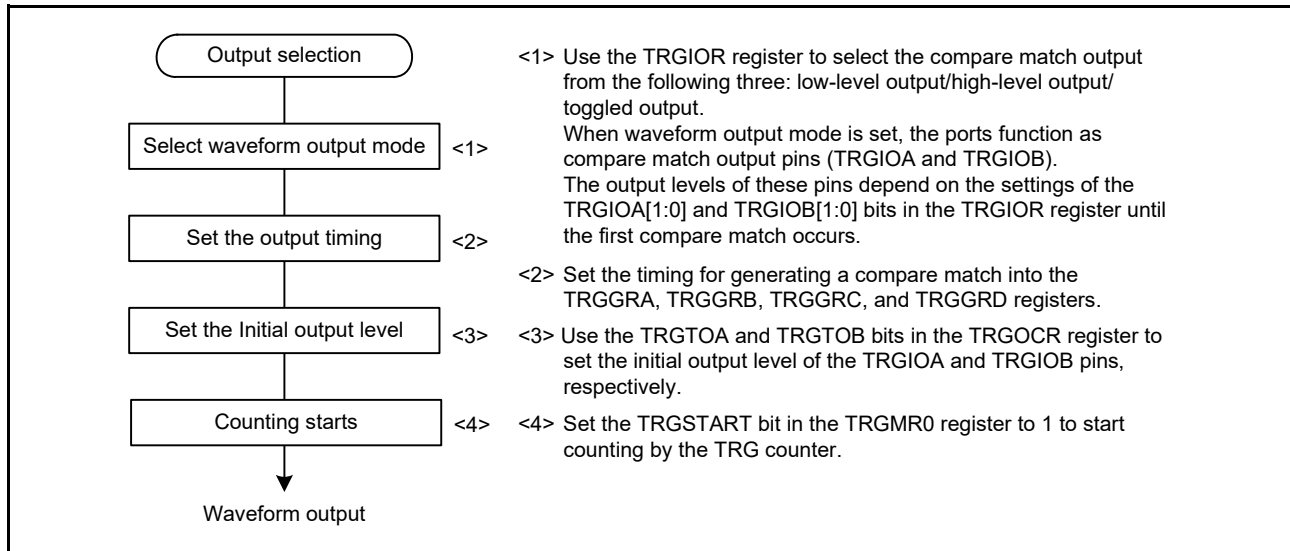 Output selection
Select waveform output mode <1>
Set the output timing <2>
Set the Initial output level <3>
Counting starts <4>
Waveform output
<1> Use the TRGIOR register to select the compare match output
from the following three: low-level output/high-level output/
toggled output.
When waveform output mode is set, the ports function as
compare match output pins (TRGIOA and TRGIOB).
The output levels of these pins depend on the settings of the
TRGIOA[1:0] and TRGIOB[1:0] bits in the TRGIOR register until
the first compare match occurs.
<2> Set the timing for generating a compare match into the
TRGGRA, TRGGRB, TRGGRC, and TRGGRD registers.
<3> Use the TRGTOA and TRGTOB bits in the TRGOCR register to
set the initial output level of the TRGIOA and TRGIOB pins,
respectively.
<4> Set the TRGSTART bit in the TRGMR0 register to 1 to start
counting by the TRG counter.